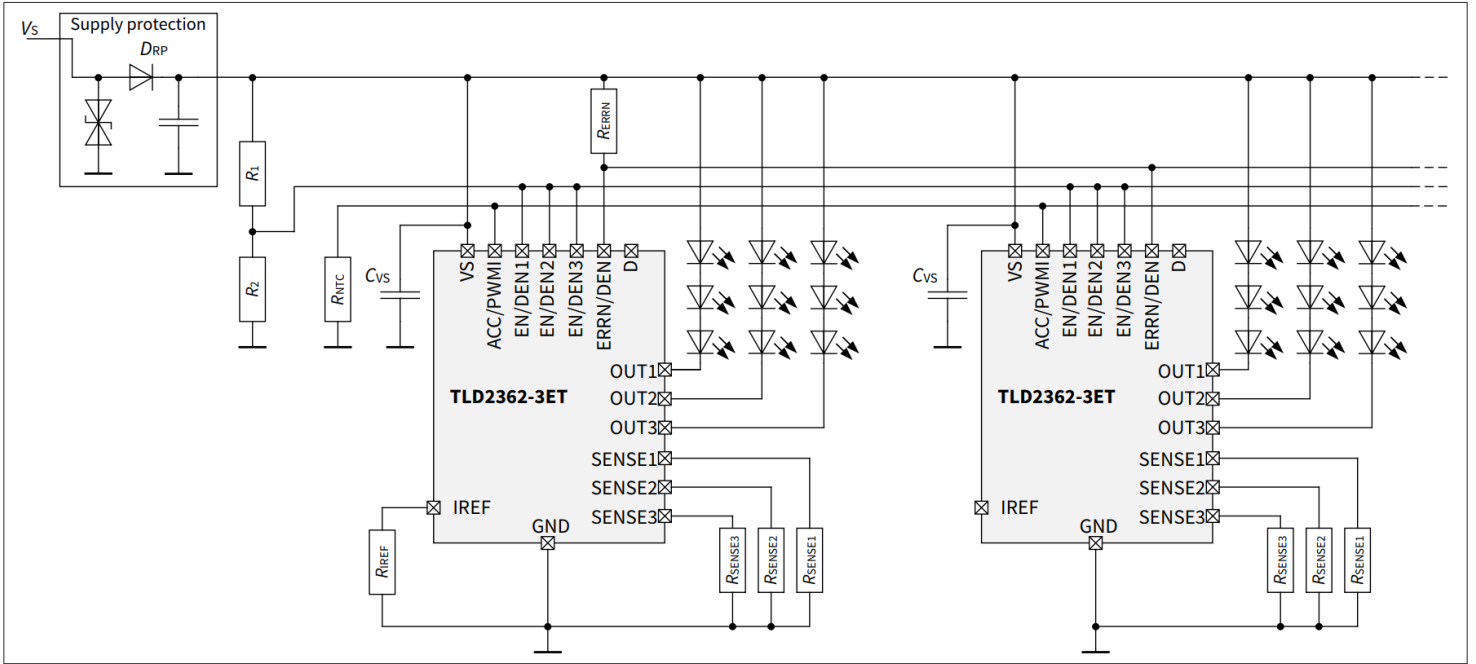 Supply protection
VS
DRP
RERRN
R1
R2
RNTC
CVS
VS
ACC/PWMI
EN/DEN1
EN/DEN2
EN/DEN3
ERRN/DEN
D
OUT1
TLD2362-3ET
OUT2
OUT3
SENSE1
SENSE2
SENSE3
IREF
GND
RIREF
RSENSE3
RSENSE2
RSENSE1
CVS
VS
ACC/PWMI
EN/DEN1
EN/DEN2
EN/DEN3
ERRN/DEN
D
OUT1
TLD2362-3ET
OUT2
OUT3
SENSE1
SENSE2
SENSE3
IREF
GND
RSENSE3
RSENSE2
RSENSE1